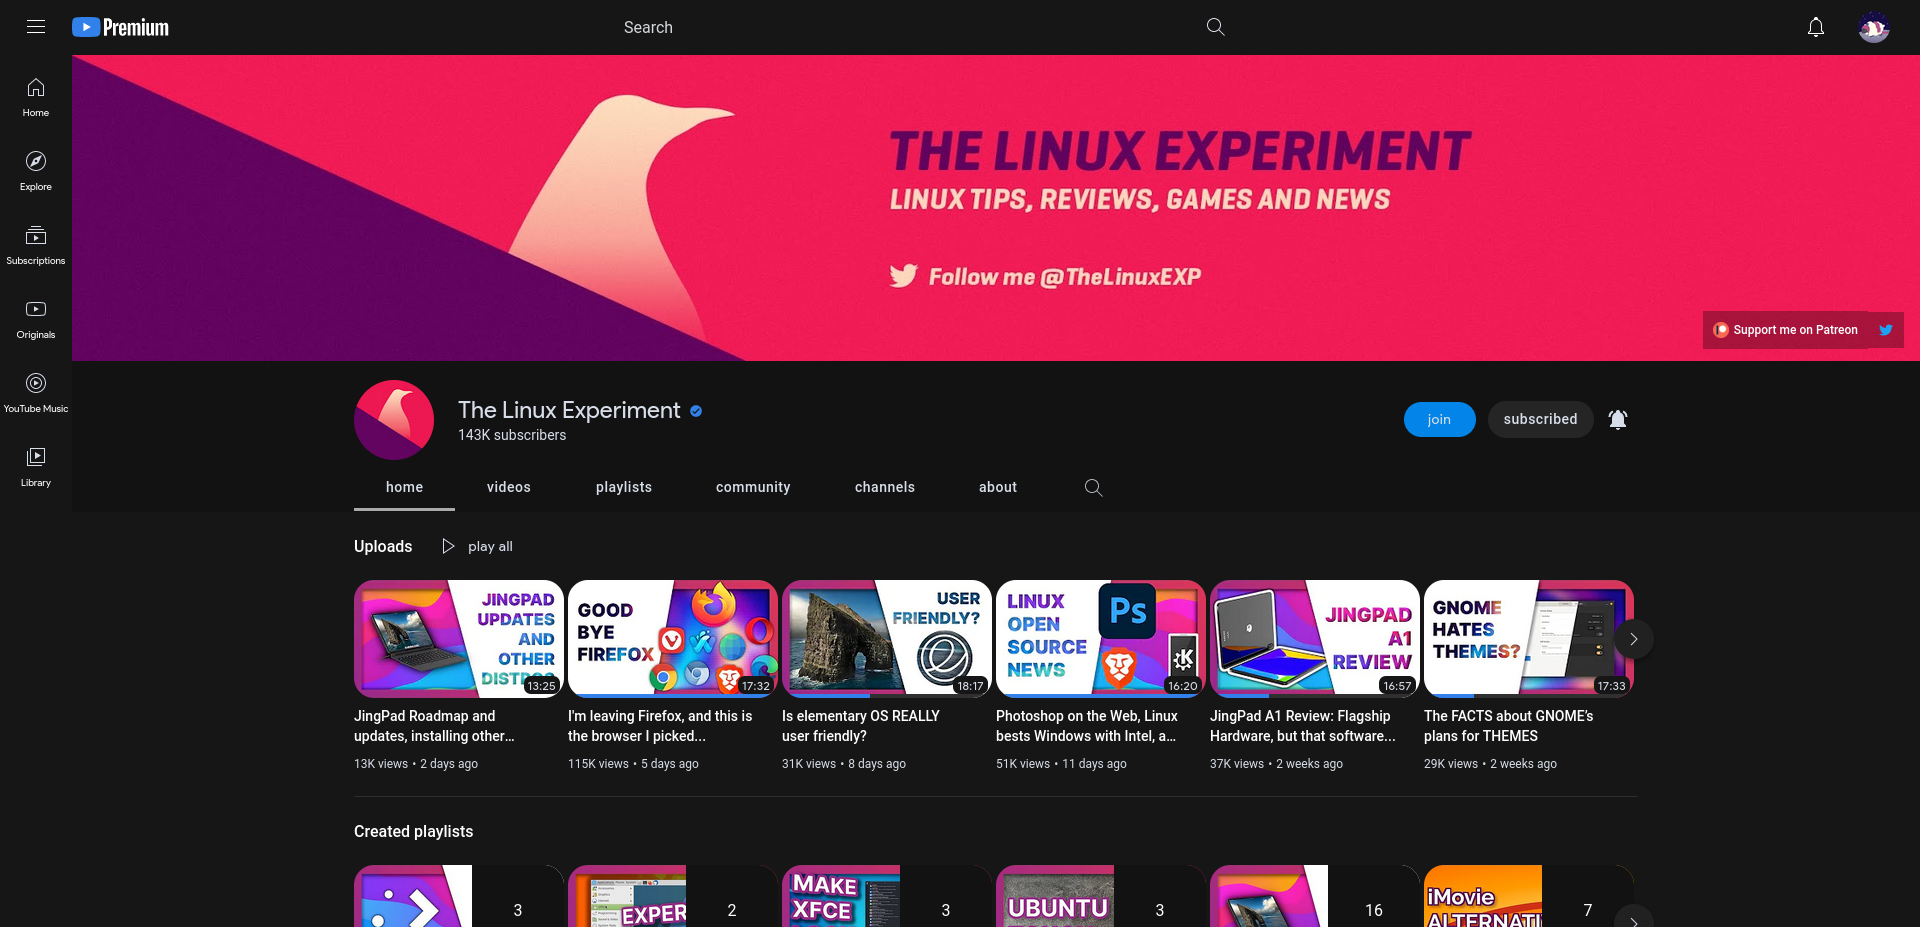 Premium
Search
Home
Explore
Subscriptions
Originals
YouTube Music
Library
THE LINUX EXPERIMENT
LINUX TIPS, REVIEWS, GAMES AND NEWS
Follow me @TheLinuxEXP
Support me on Patreon
The Linux Experiment
143K subscribers
join
subscribed
home
videos
playlists
community
channels
about
Uploads
play all
JINGPAD
UPDATES
AND
OTHER
DISTROS
13:25
JingPad Roadmap and
updates, installing other…
13K views • 2 days ago
GOOD
BYE
FIREFOX
17:32
I'm leaving Firefox, and this is
the browser I picked...
115K views • 5 days ago
USER
FRIENDLY?
18:17
Is elementary OS REALLY
user friendly?
31K views • 8 days ago
LINUX
OPEN
SOURCE
NEWS
Ps
16:20
Photoshop on the Web, Linux
bests Windows with Intel, a…
51K views • 11 days ago
JINGPAD
A1
REVIEW
16:57
JingPad A1 Review: Flagship
Hardware, but that software...
37K views • 2 weeks ago
GNOME
HATES
THEMES?
17:33
The FACTS about GNOME's
plans for THEMES
29K views • 2 weeks ago
Created playlists
3
EXPER
2
MAKE
XFCE
3
UBUNTU
3
16
iMovie
ALTERNATI
7